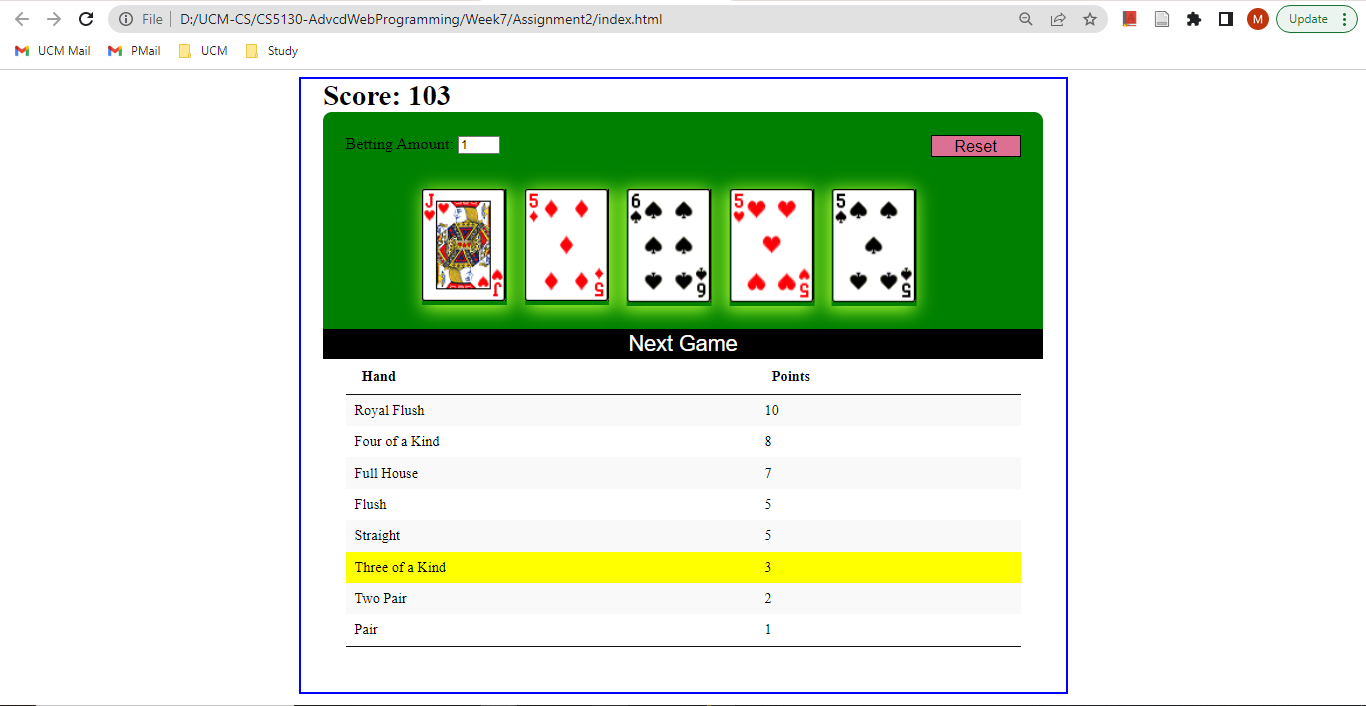 File D:/UCM-CS/CS5130-AdvcdWebProgramming/Week7/Assignment2/index.html M Update
UCM Mail PMail UCM Study
Score: 103
Betting Amount: 1 Reset
J 5 6 5 5
J 5 6 5 5
Next Game
Hand Points
Royal Flush 10
Four of a Kind 8
Full House 7
Flush 5
Straight 5
Three of a Kind 3
Two Pair 2
Pair 1